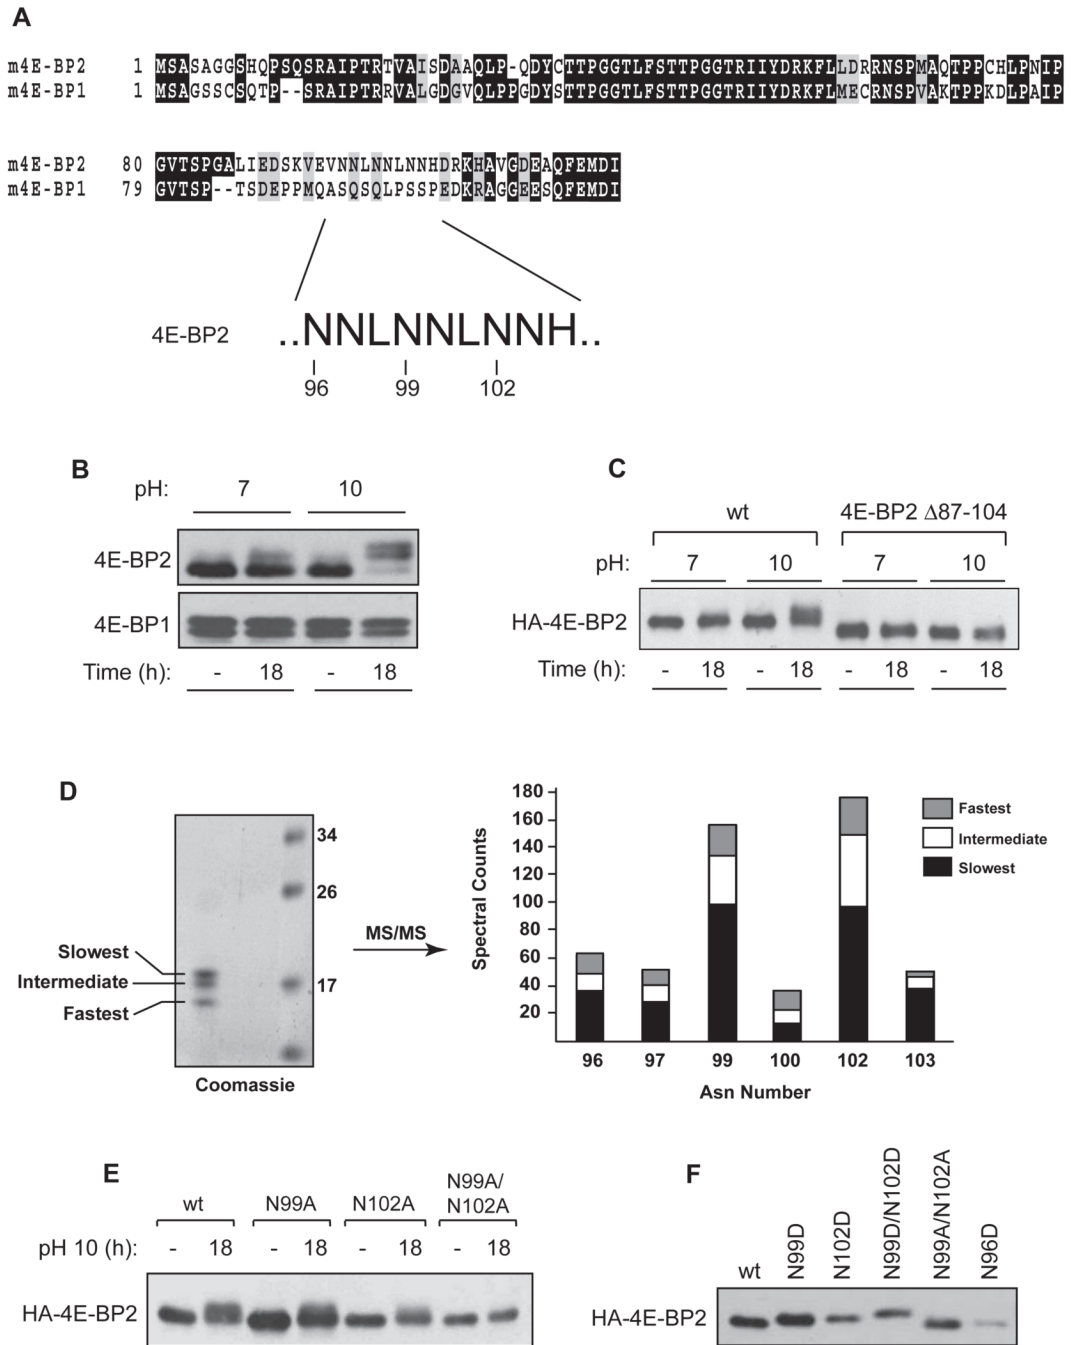 A
m4E-BP2 1 MSASAGGSHQPSQSRAIPTRTVAISDAAQLP-QDYCTTPGGTLFSTTPGGTRIIYDRKFLLDRRNSPMAQTPPCHLPNIP
m4E-BP1 1 MSAGSSCSQTP--SRAIPTRRVALGDGVQLPPGDYSTTPGGTLFSTTPGGTRIIYDRKFLMECRNSPVAKTPPKDLPAIP
m4E-BP2 80 GVTSPGALIEDSKVEVNNLNNLNNHDRKHAVGDEAQFEMDI
m4E-BP1 79 GVTSP--TSDEPPMQASQSQLPSSPEDKRAGGEESQFEMDI
4E-BP2 ..NNLNNLNNH..
96 99 102
B
pH: 7 10
4E-BP2
4E-BP1
Time (h): - 18 - 18
C
wt 4E-BP2 Δ87-104
pH: 7 10 7 10
HA-4E-BP2
Time (h): - 18 - 18 - 18 - 18
D
34
26
17
Slowest
Intermediate
Fastest
Coomassie
MS/MS
Spectral Counts
180
160
140
120
100
80
60
40
20
96 97 99 100 102 103
Asn Number
Fastest
Intermediate
Slowest
E
wt N99A N102A N99A/
N102A
pH 10 (h): - 18 - 18 - 18 - 18
HA-4E-BP2
F
wt N99D N102D N99D/N102D N99A/N102A N96D
HA-4E-BP2